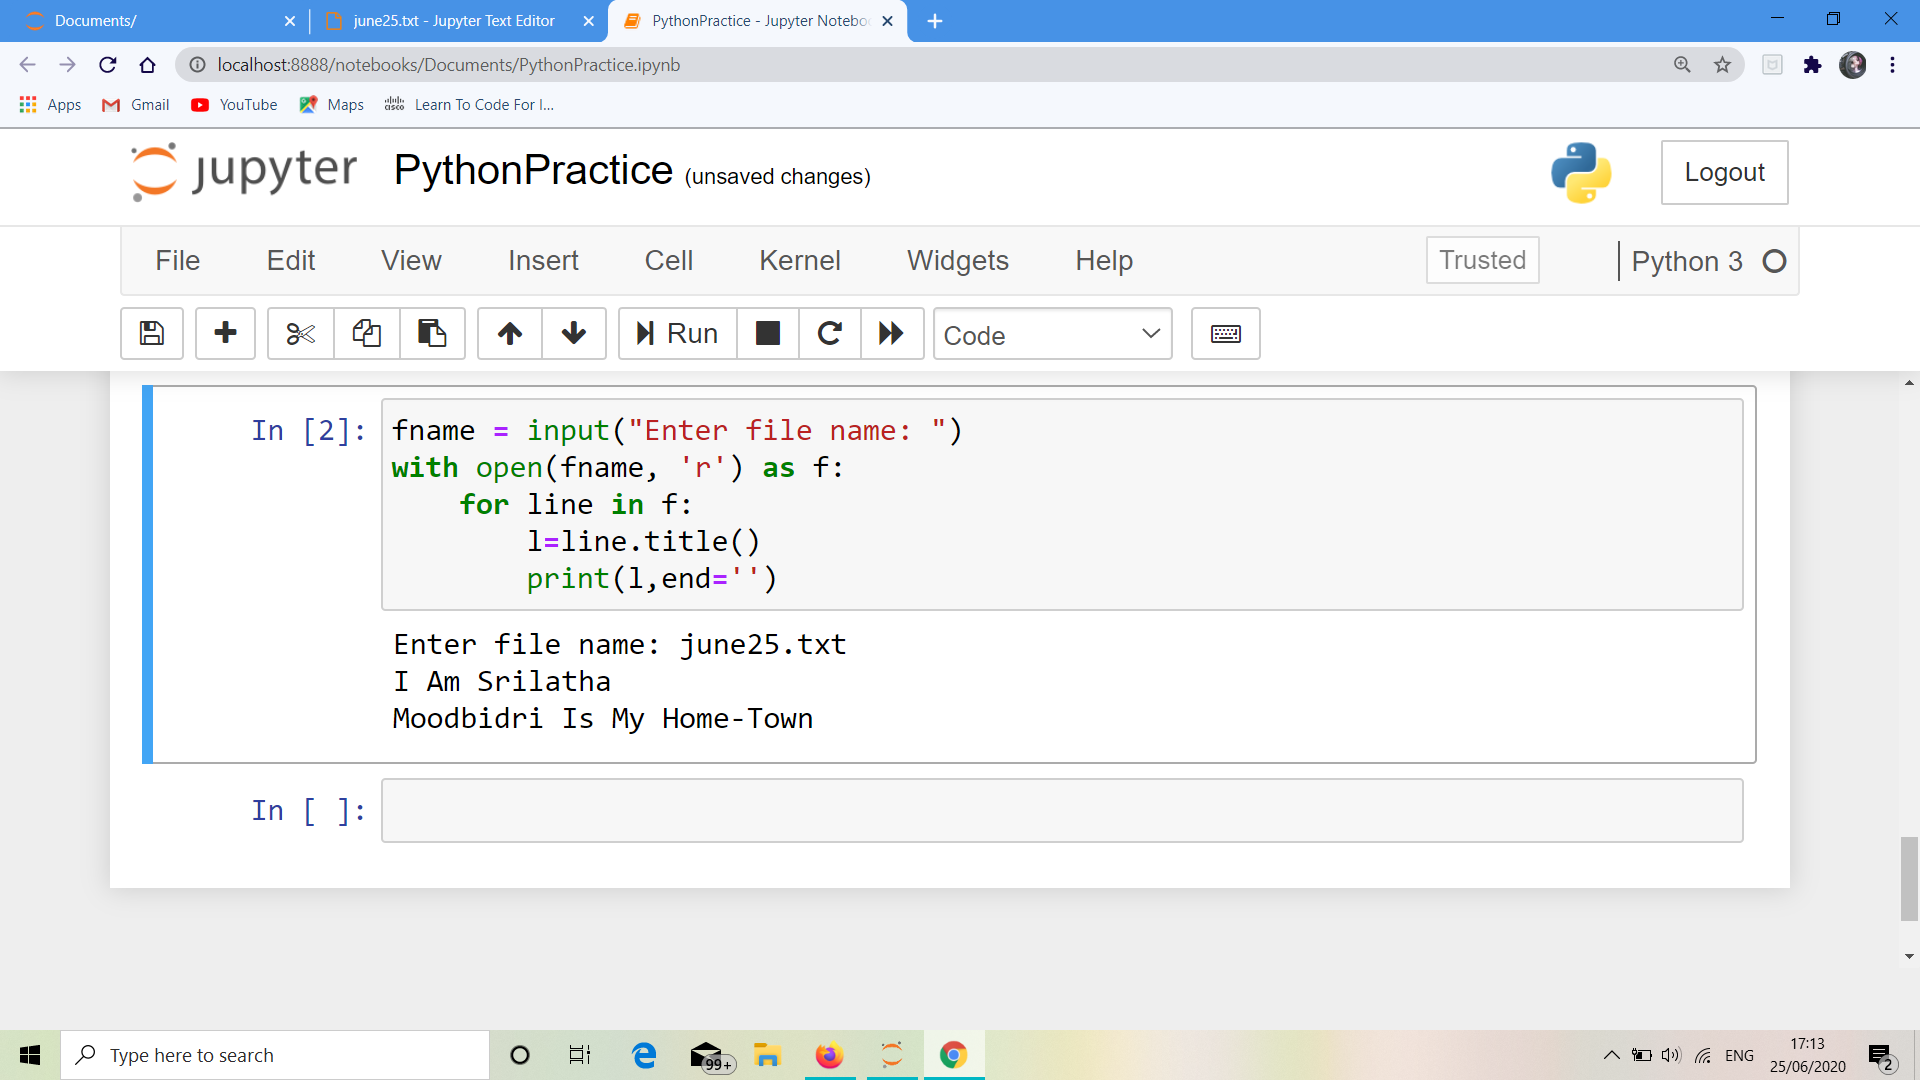 Documents/
june25.txt - Jupyter Text Editor
PythonPractice - Jupyter Notebo
localhost:8888/notebooks/Documents/PythonPractice.ipynb
Apps
Gmail
YouTube
Maps
cisco
Learn To Code For I...
jupyter
PythonPractice (unsaved changes)
Logout
File
Edit
View
Insert
Cell
Kernel
Widgets
Help
Trusted
Python 3
Run
Code
In [2]:
fname = input("Enter file name: ")
with open(fname, 'r') as f:
    for line in f:
        l=line.title()
        print(l,end='')
Enter file name: june25.txt
I Am Srilatha
Moodbidri Is My Home-Town
In [ ]:
Type here to search
99+
ENG
17:13
25/06/2020
2